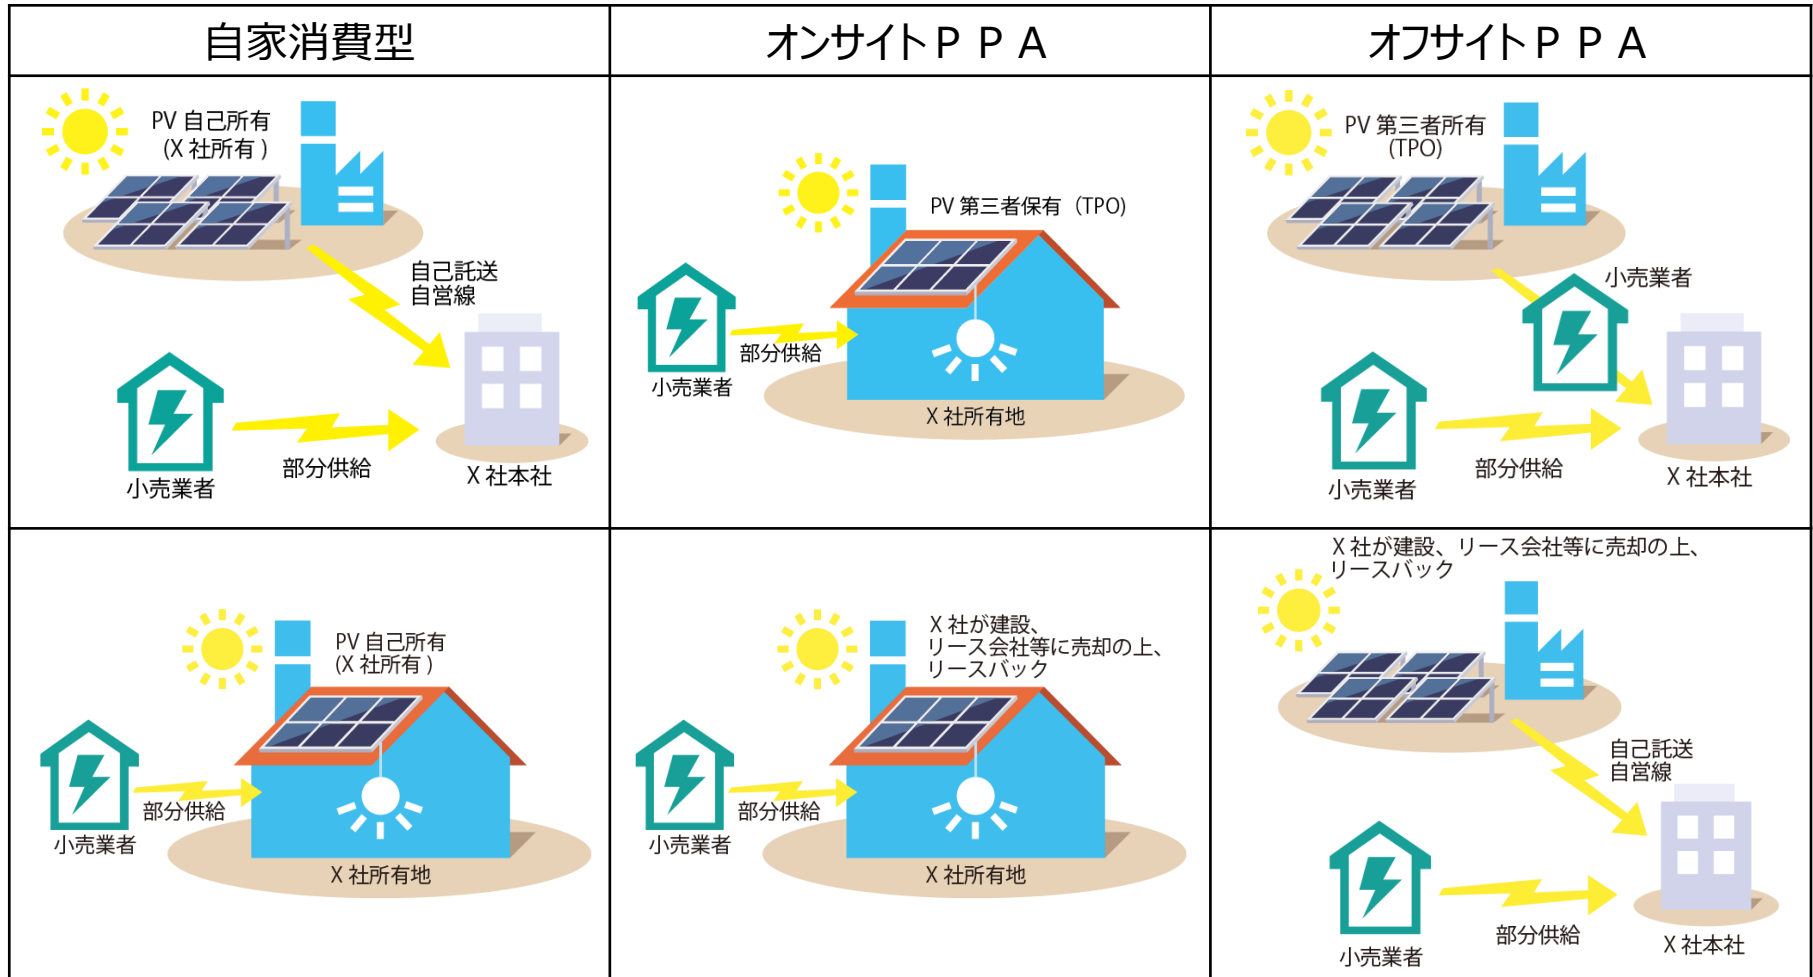 自家消費型
オンサイトＰＰＡ
オフサイトＰＰＡ
PV 自己所有
(X 社所有 )
自己託送
自営線
小売業者
部分供給
X 社本社
PV 第三者保有（TPO)
小売業者
部分供給
X 社所有地
PV 第三者所有
(TPO)
小売業者
小売業者
部分供給
X 社本社
PV 自己所有
(X 社所有 )
部分供給
小売業者
X 社所有地
X 社が建設、
リース会社等に売却の上、
リースバック
部分供給
小売業者
X 社所有地
X 社が建設、リース会社等に売却の上、
リースバック
自己託送
自営線
小売業者
部分供給
X 社本社